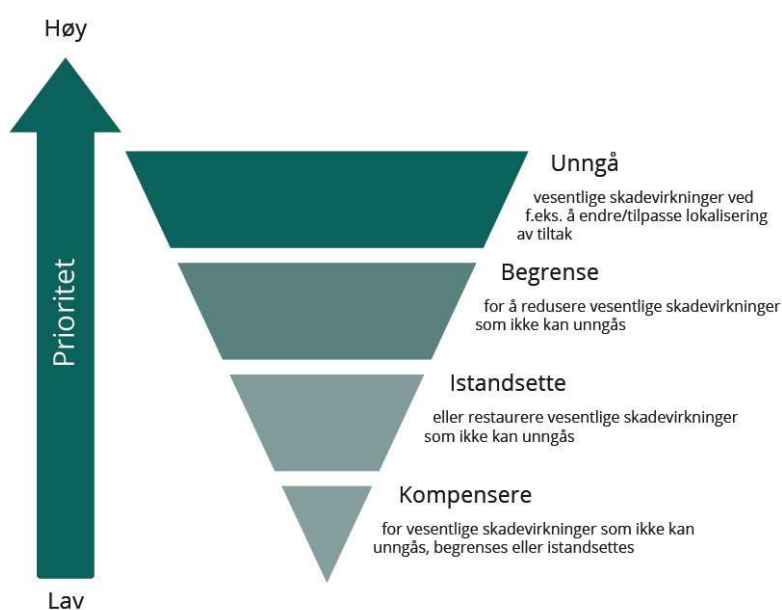 Høy
Prioritet
Unngå
vesentlige skadevirkninger ved
f.eks. å endre/tilpasse lokalisering
av tiltak
Begrense
for å redusere vesentlige skadevirkninger
som ikke kan unngås
Istandsette
eller restaurere vesentlige skadevirkninger
som ikke kan unngås
Kompensere
for vesentlige skadevirkninger som ikke kan
unngås, begrenses eller istandsettes
Lav